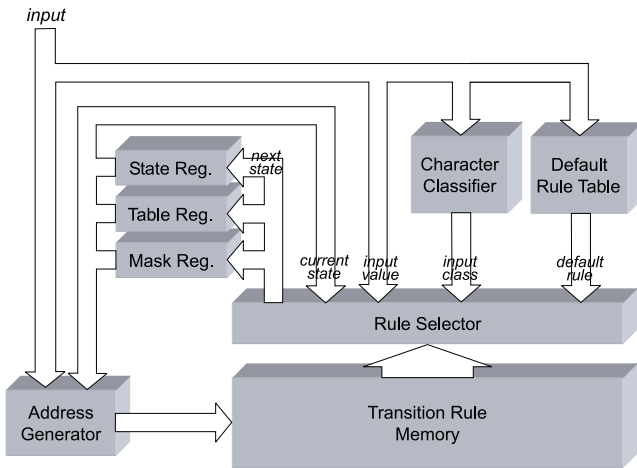 input
State Reg.
Table Reg.
Mask Reg.
next
state
Character
Classifier
Default
Rule Table
current
state
input
value
input
class
default
rule
Rule Selector
Address
Generator
Transition Rule
Memory